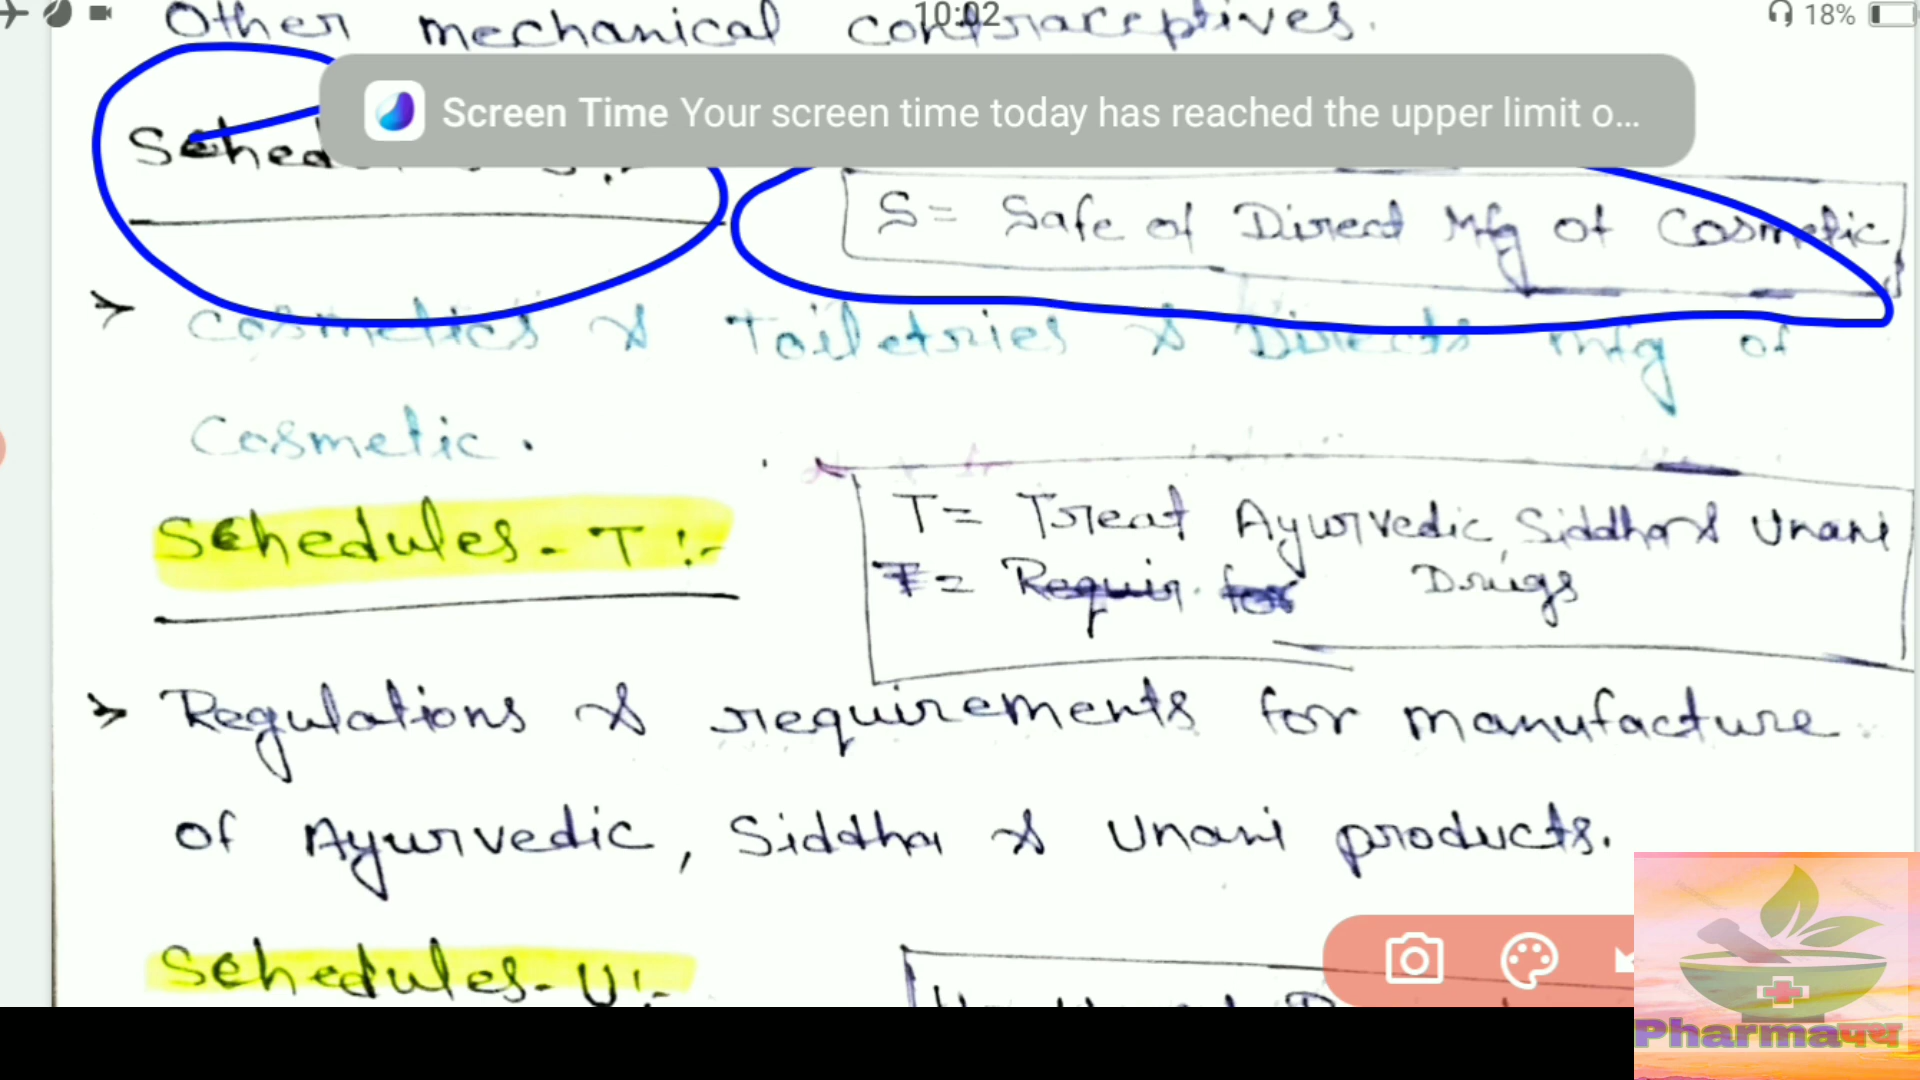 Other mechanical contraceptives.
10:02
18%
Screen Time Your screen time today has reached the upper limit o...
Sched
S = Safe of Direct Mfg of Cosmetic
Cosmetics & Toiletries & Directs mfg of
Cosmetic.
Schedules - T :-
T = Treat Ayurvedic, Siddha & Unani
T = Requir. for Drugs
Regulations & requirements for manufacture
of Ayurvedic, Siddha & Unani products.
Schedules - U :-
Pharmaपथ